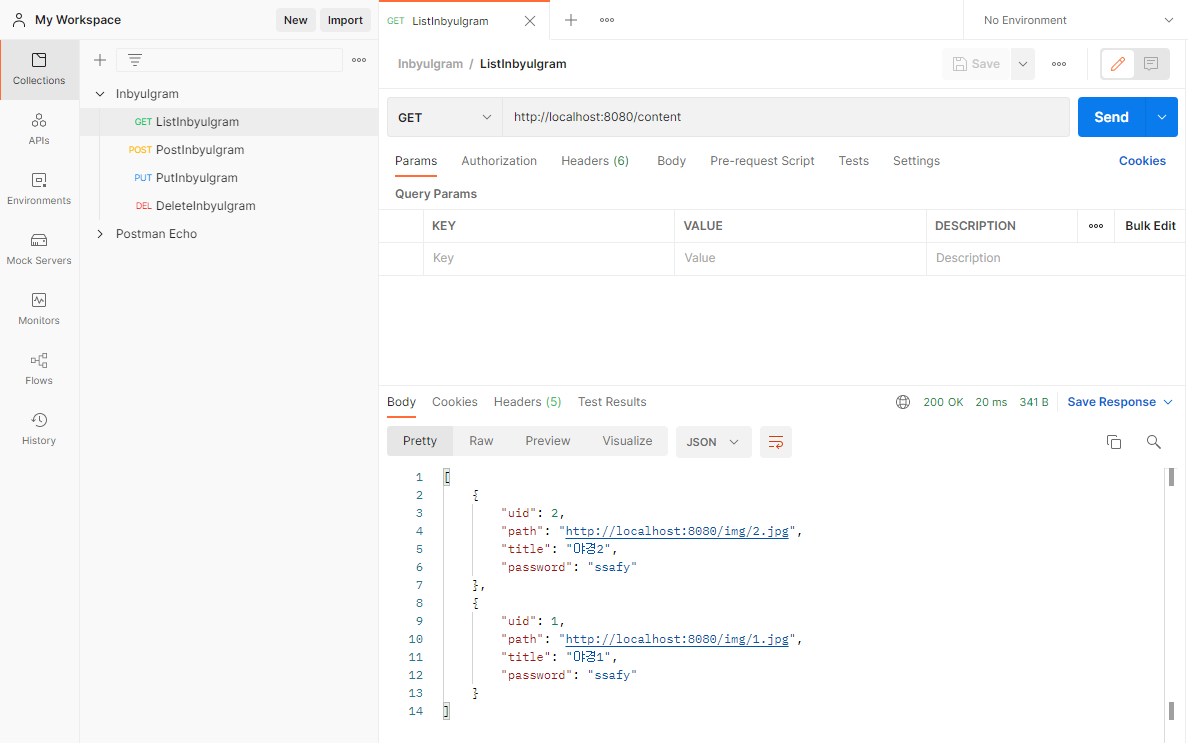 My Workspace
New
Import
GET ListInbyulgram
No Environment
Collections
APIs
Environments
Mock Servers
Monitors
Flows
History
Inbyulgram
GET ListInbyulgram
POST PostInbyulgram
PUT PutInbyulgram
DEL DeleteInbyulgram
Postman Echo
Inbyulgram / ListInbyulgram
Save
GET
http://localhost:8080/content
Send
Params Authorization Headers (6) Body Pre-request Script Tests Settings Cookies
Query Params
KEY VALUE DESCRIPTION Bulk Edit
Key Value Description
Body Cookies Headers (5) Test Results 200 OK 20 ms 341 B Save Response
Pretty Raw Preview Visualize JSON
1 [
2 {
3 "uid": 2,
4 "path": "http://localhost:8080/img/2.jpg",
5 "title": "야경2",
6 "password": "ssafy"
7 },
8 {
9 "uid": 1,
10 "path": "http://localhost:8080/img/1.jpg",
11 "title": "야경1",
12 "password": "ssafy"
13 }
14 ]